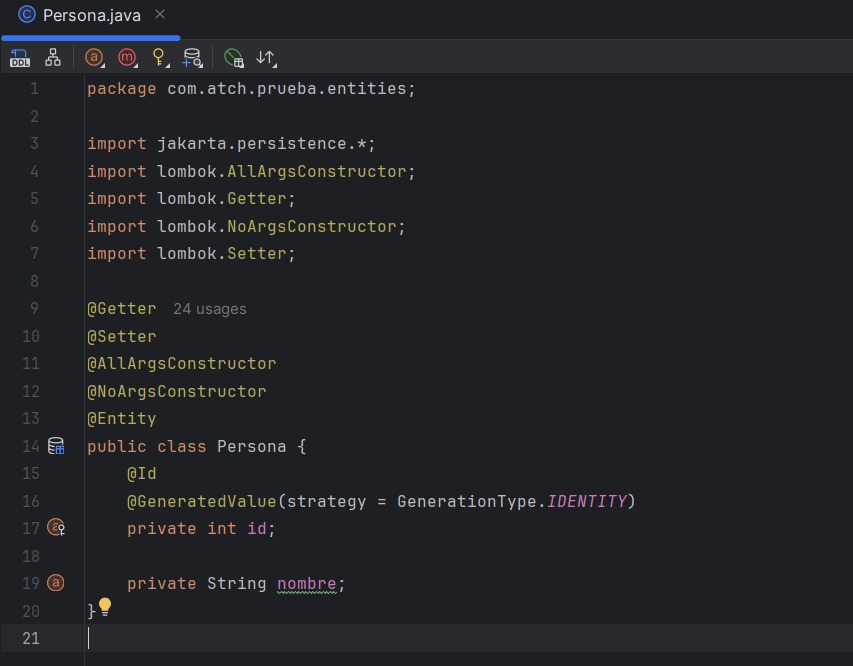 Persona.java
DDL a m
1 package com.atch.prueba.entities;
2
3 import jakarta.persistence.*;
4 import lombok.AllArgsConstructor;
5 import lombok.Getter;
6 import lombok.NoArgsConstructor;
7 import lombok.Setter;
8
9 @Getter 24 usages
10 @Setter
11 @AllArgsConstructor
12 @NoArgsConstructor
13 @Entity
14 public class Persona {
15 @Id
16 @GeneratedValue(strategy = GenerationType.IDENTITY)
17 private int id;
18
19 private String nombre;
20 }
21